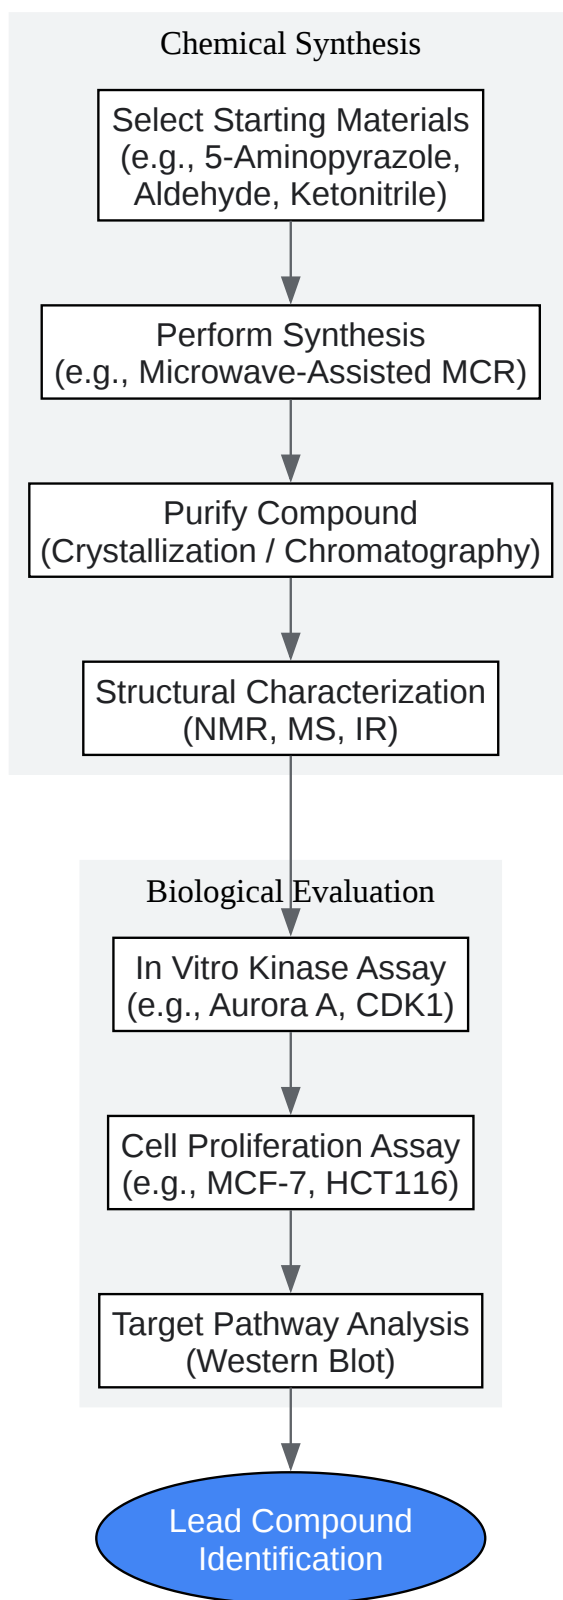 Chemical Synthesis
Select Starting Materials
(e.g., 5-Aminopyrazole,
Aldehyde, Ketonitrile)
Perform Synthesis
(e.g., Microwave-Assisted MCR)
Purify Compound
(Crystallization / Chromatography)
Structural Characterization
(NMR, MS, IR)
Biological Evaluation
In Vitro Kinase Assay
(e.g., Aurora A, CDK1)
Cell Proliferation Assay
(e.g., MCF-7, HCT116)
Target Pathway Analysis
(Western Blot)
Lead Compound
Identification